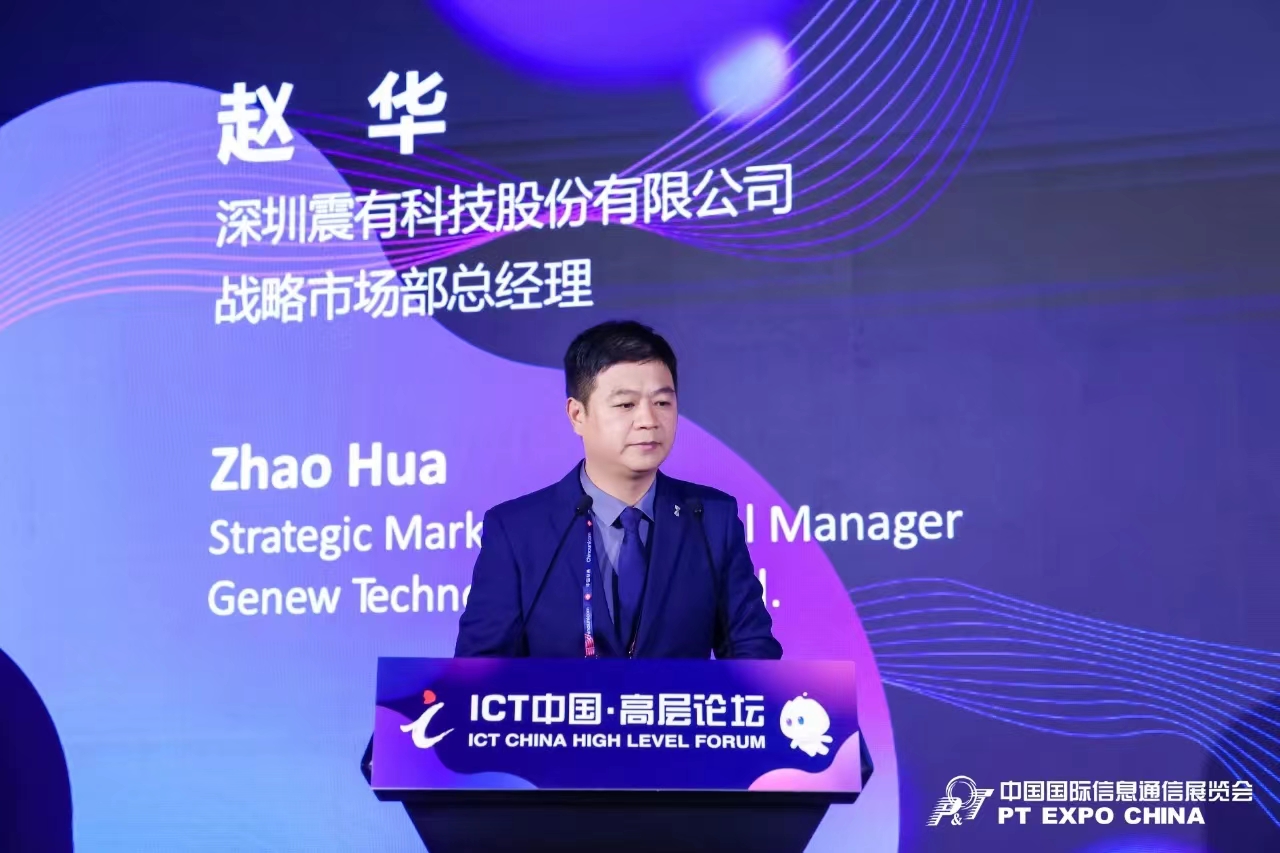 赵 华
深圳震有科技股份有限公司
战略市场部总经理
Zhao Hua
Strategic Manager
Genew
ICT中国·高层论坛
ICT CHINA HIGH LEVEL FORUM
中国国际信息通信展览会
P&T
PT EXPO CHINA